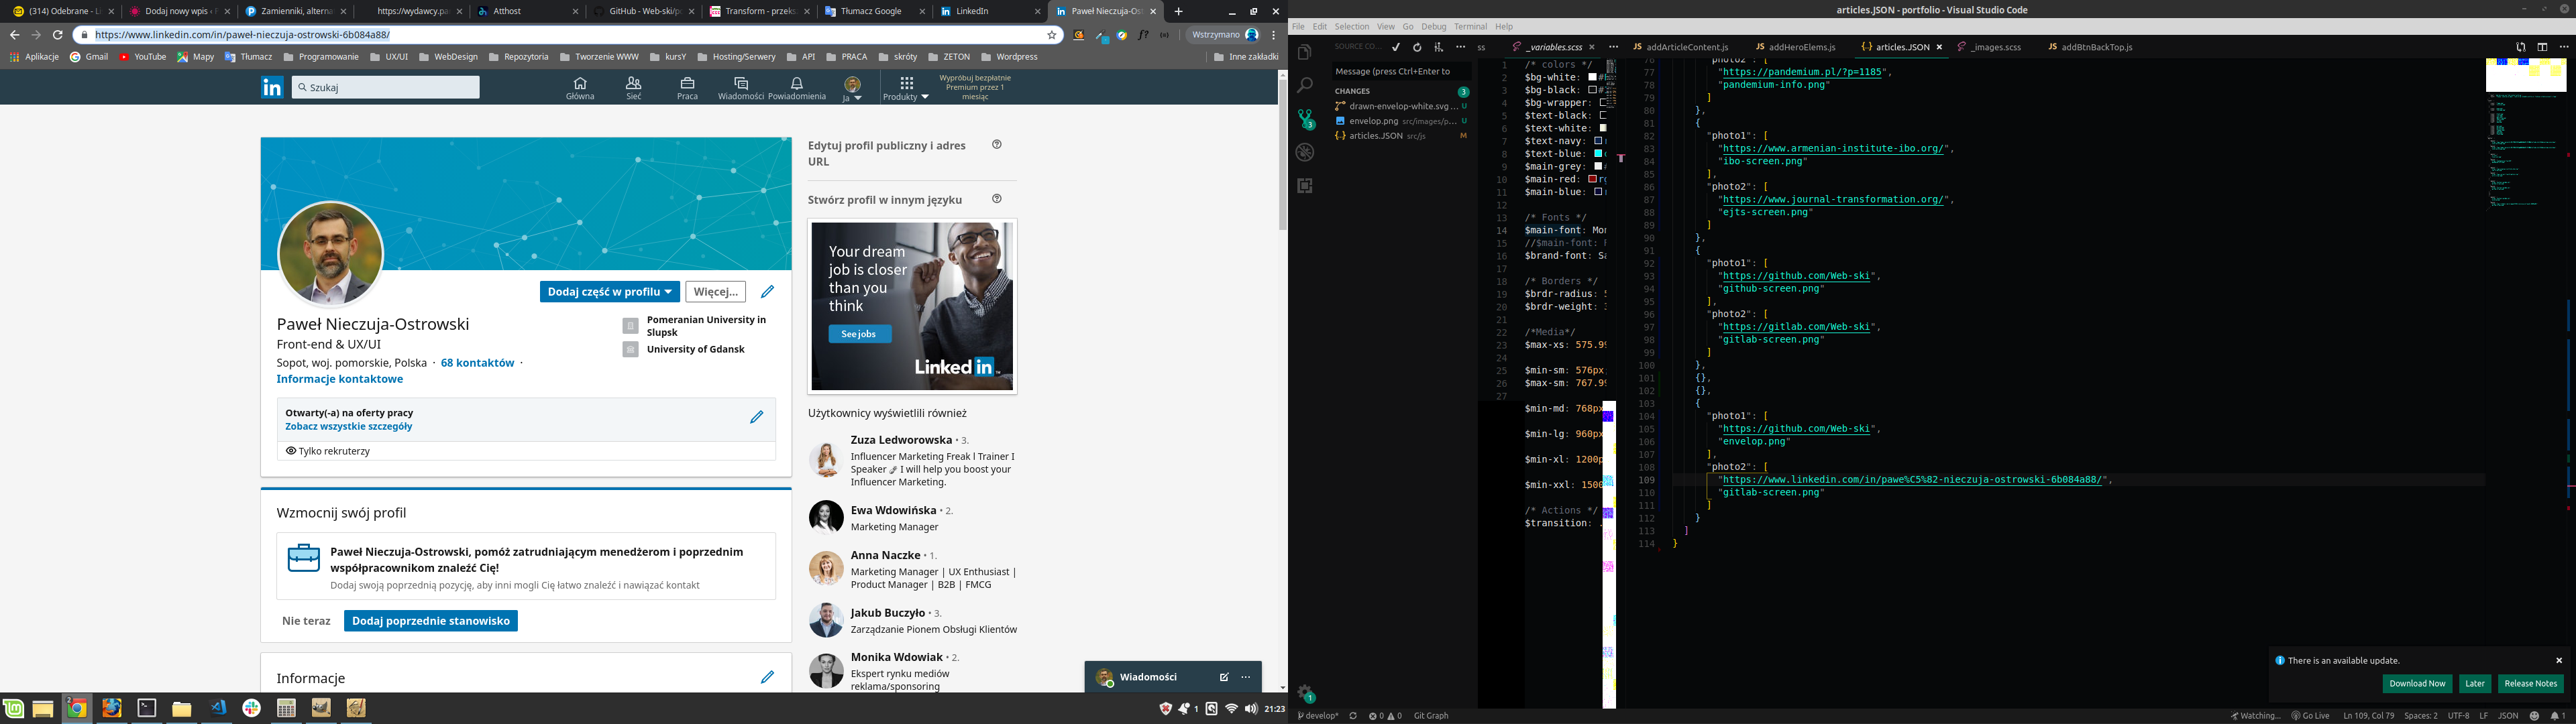 (314) Odebrane - L
Dodaj nowy wpis ‹
Zamienniki, alterna
https://wydawcy.pa
Atthost
GitHub - Web-ski/p
Transform - przeks
Tłumacz Google
LinkedIn
Paweł Nieczuja-Ost
https://www.linkedin.com/in/paweł-nieczuja-ostrowski-6b084a88/
Wstrzymano
Aplikacje
Gmail
YouTube
Mapy
Tłumacz
Programowanie
UX/UI
WebDesign
Repozytoria
Tworzenie WWW
kursY
Hosting/Serwery
API
PRACA
skróty
ZETON
Wordpress
Inne zakładki
Szukaj
Główna
Sieć
Praca
Wiadomości
Powiadomienia
Ja
Produkty
Wypróbuj bezpłatnie
Premium przez 1
miesiąc
Paweł Nieczuja-Ostrowski
Front-end & UX/UI
Sopot, woj. pomorskie, Polska · 68 kontaktów ·
Informacje kontaktowe
Dodaj część w profilu
Więcej...
Pomeranian University in
Slupsk
University of Gdansk
Otwarty(-a) na oferty pracy
Zobacz wszystkie szczegóły
Tylko rekruterzy
Wzmocnij swój profil
Paweł Nieczuja-Ostrowski, pomóż zatrudniającym menedżerom i poprzednim
współpracownikom znaleźć Cię!
Dodaj swoją poprzednią pozycję, aby inni mogli Cię łatwo znaleźć i nawiązać kontakt
Nie teraz
Dodaj poprzednie stanowisko
Informacje
Edytuj profil publiczny i adres
URL
Stwórz profil w innym języku
Your dream
job is closer
than you
think
See jobs
LinkedIn
Użytkownicy wyświetlili również
Zuza Ledworowska • 3.
Influencer Marketing Freak l Trainer I
Speaker 🚀 I will help you boost your
Influencer Marketing.
Ewa Wdowińska • 2.
Marketing Manager
Anna Naczke • 1.
Marketing Manager | UX Enthusiast |
Product Manager | B2B | FMCG
Jakub Buczyło • 3.
Zarządzanie Pionem Obsługi Klientów
Monika Wdowiak • 2.
Ekspert rynku mediów
reklama/sponsoring
Wiadomości
1
21:23
articles.JSON - portfolio - Visual Studio Code
File Edit Selection View Go Debug Terminal Help
SOURCE CO...
Message (press Ctrl+Enter to
CHANGES 3
drawn-envelop-white.svg... U
envelop.png src/images/p... U
articles.JSON src/js M
3
1
ss
_variables.scss
addArticleContent.js
addHeroElems.js
articles.JSON
_images.scss
addBtnBackTop.js
1 /* colors */
2 $bg-white: #
3 $bg-black: #
4 $bg-wrapper:
5 $text-black:
6 $text-white:
7 $text-navy:
8 $text-blue:
9 $main-grey: #
10 $main-red: rg
11 $main-blue:
12
13 /* Fonts */
14 $main-font: Mon
15 //$main-font:
16 $brand-font: Sa
17
18 /* Borders */
19 $brdr-radius:
20 $brdr-weight:
21
22 /*Media*/
23 $max-xs: 575.99
24
25 $min-sm: 576px
26 $max-sm: 767.99
27
$min-md: 768px
$min-lg: 960px
$min-xl: 1200p
$min-xxl: 1500
/* Actions */
$transition: .
76 "photo2": [
77 "https://pandemium.pl/?p=1185",
78 "pandemium-info.png"
79 ]
80 },
81 {
82 "photo1": [
83 "https://www.armenian-institute-ibo.org/",
84 "ibo-screen.png"
85 ],
86 "photo2": [
87 "https://www.journal-transformation.org/",
88 "ejts-screen.png"
89 ]
90 },
91 {
92 "photo1": [
93 "https://github.com/Web-ski",
94 "github-screen.png"
95 ],
96 "photo2": [
97 "https://gitlab.com/Web-ski",
98 "gitlab-screen.png"
99 ]
100 },
101 {},
102 {},
103 {
104 "photo1": [
105 "https://github.com/Web-ski",
106 "envelop.png"
107 ],
108 "photo2": [
109 "https://www.linkedin.com/in/pawe%C5%82-nieczuja-ostrowski-6b084a88/",
110 "gitlab-screen.png"
111 ]
112 }
113 ]
114 }
There is an available update.
Download Now
Later
Release Notes
develop*
0 0
Git Graph
Watching...
Go Live
Ln 109, Col 79
Spaces: 2
UTF-8
LF
JSON
1